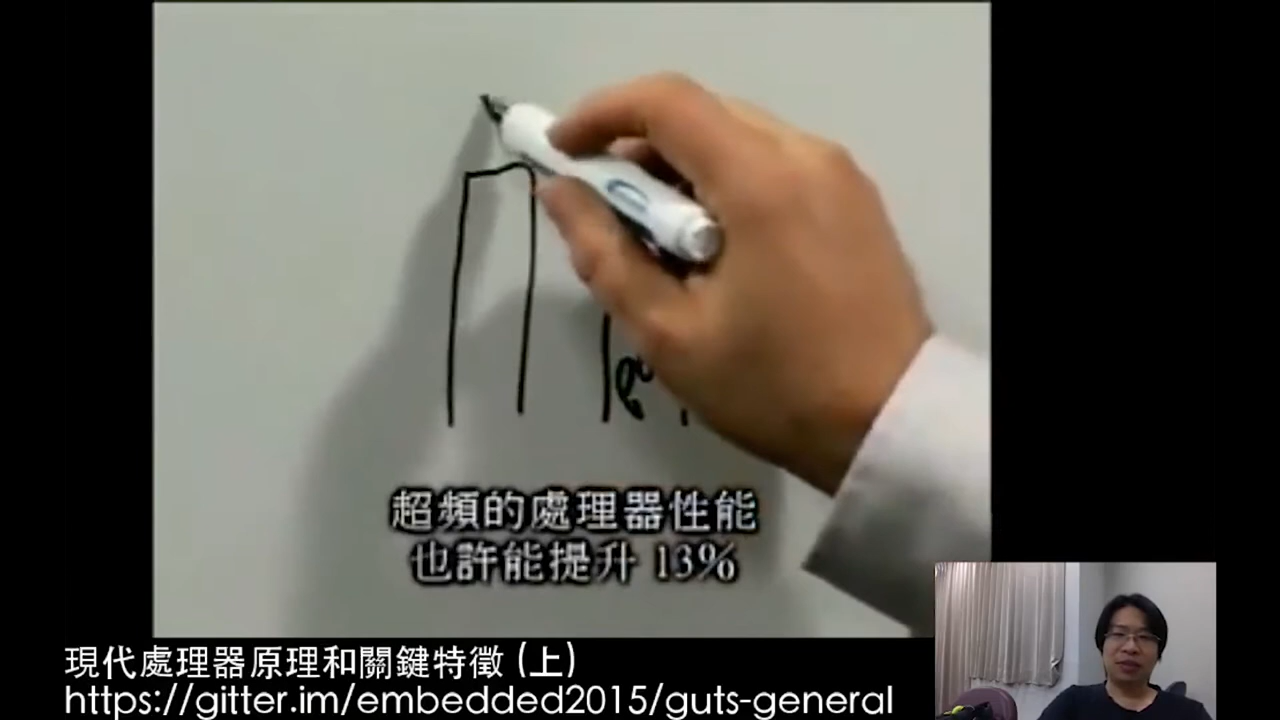 超頻的處理器性能
也許能提升 13%
現代處理器原理和關鍵特徵 (上)
https://gitter.im/embedded2015/guts-general